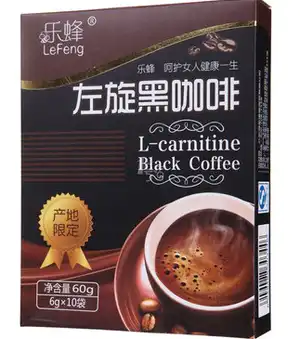 乐蜂®
LeFeng
乐蜂 呵护女人健康一生
左旋黑咖啡
L-carnitine
Black Coffee
产地
限定
净含量60g
6g×10袋